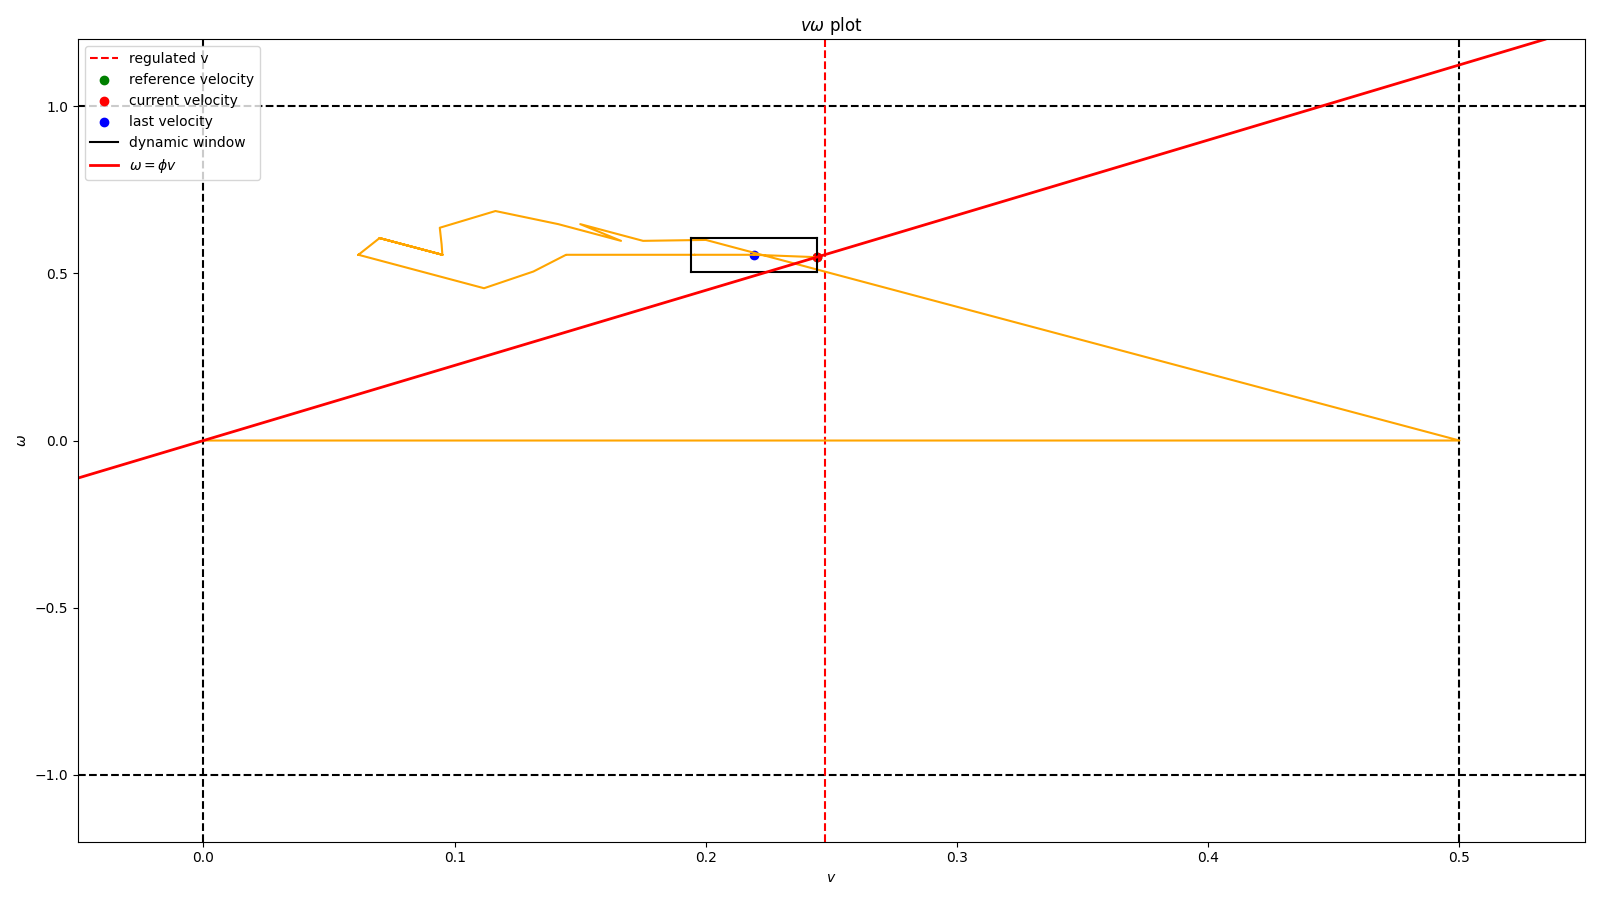 vω plot
regulated v
reference velocity
current velocity
last velocity
dynamic window
ω = ϕv
1.0
0.5
0.0
−0.5
−1.0
ω
0.0 0.1 0.2 0.3 0.4 0.5
v